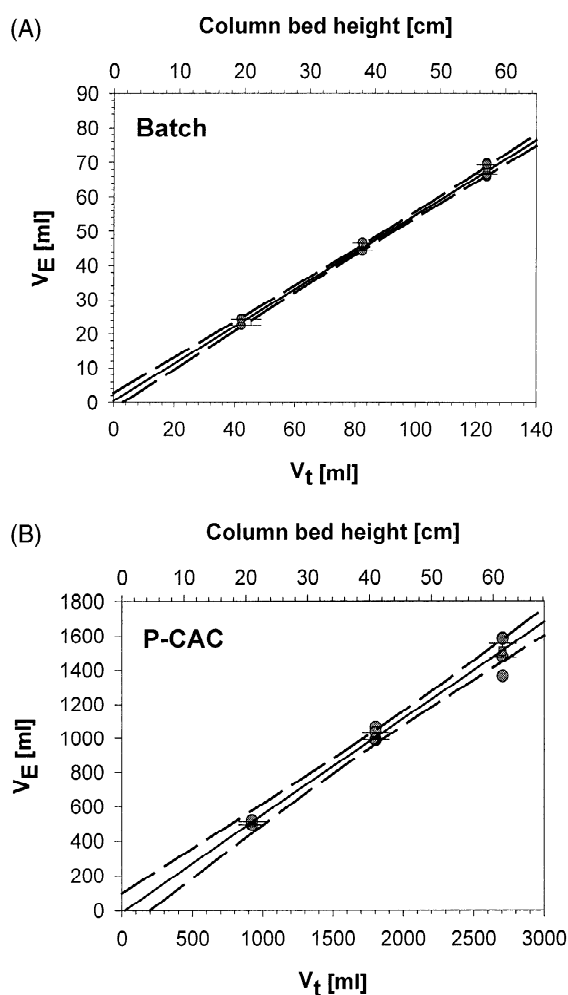 (A)
Column bed height [cm]
0 10 20 30 40 50 60
90
80
70
60
50
40
30
20
10
0
Batch
VE [ml]
0 20 40 60 80 100 120 140
Vt [ml]
(B)
Column bed height [cm]
0 10 20 30 40 50 60
1800
1600
1400
1200
1000
800
600
400
200
0
P-CAC
VE [ml]
0 500 1000 1500 2000 2500 3000
Vt [ml]